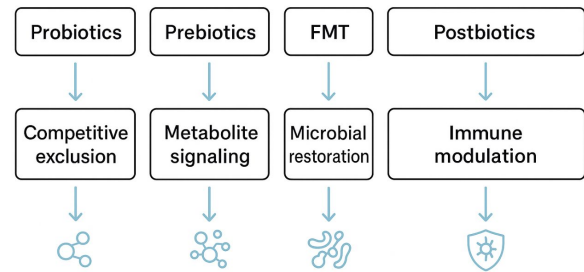 Probiotics
Prebiotics
FMT
Postbiotics
Competitive
exclusion
Metabolite
signaling
Microbial
restoration
Immune
modulation